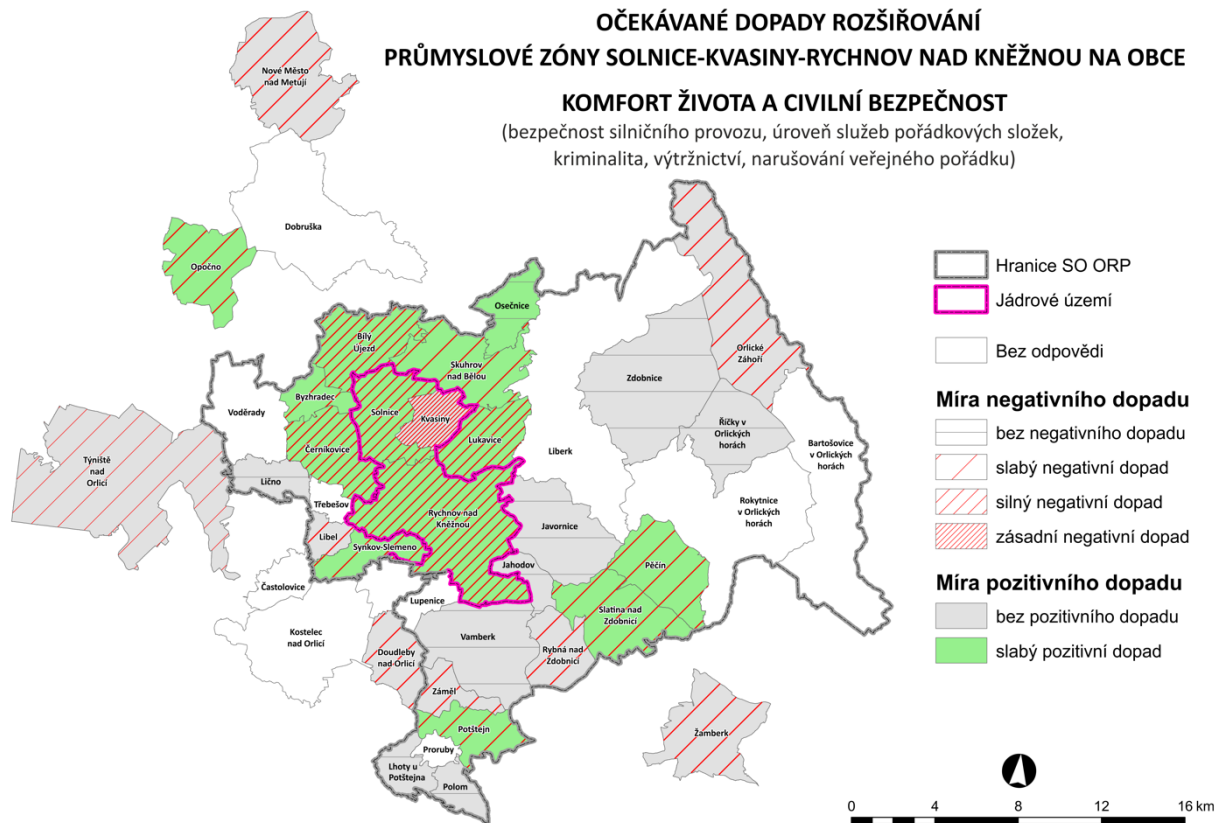 OČEKÁVANÉ DOPADY ROZŠIŘOVÁNÍ
PRŮMYSLOVÉ ZÓNY SOLNICE-KVASINY-RYCHNOV NAD KNĚŽNOU NA OBCE
KOMFORT ŽIVOTA A CIVILNÍ BEZPEČNOST
(bezpečnost silničního provozu, úroveň služeb pořádkových složek,
kriminalita, výtržnictví, narušování veřejného pořádku)
Nové Město
nad Metují
Dobruška
Opočno
Osečnice
Bílý
Újezd
Skuhrov
nad Bělou
Orlické
Záhoří
Zdobnice
Byzhradec
Solnice
Kvasiny
Voděrady
Říčky v
Orlických
horách
Lukavice
Bartošovice
v Orlických
horách
Černíkovice
Liberk
Týniště
nad
Orlicí
Lično
Třebešov
Rokytnice
v Orlických
horách
Rychnov nad
Kněžnou
Javornice
Libel
Synkov-Slemeno
Jahodov
Pěčín
Častolovice
Lupenice
Slatina nad
Zdobnicí
Kostelec
nad Orlicí
Vamberk
Doudleby
nad Orlicí
Rybná nad
Zdobnicí
Záměl
Potštejn
Žamberk
Proruby
Lhoty u
Potštejna
Polom
Hranice SO ORP
Jádrové území
Bez odpovědi
Míra negativního dopadu
bez negativního dopadu
slabý negativní dopad
silný negativní dopad
zásadní negativní dopad
Míra pozitivního dopadu
bez pozitivního dopadu
slabý pozitivní dopad
0 4 8 12 16 km